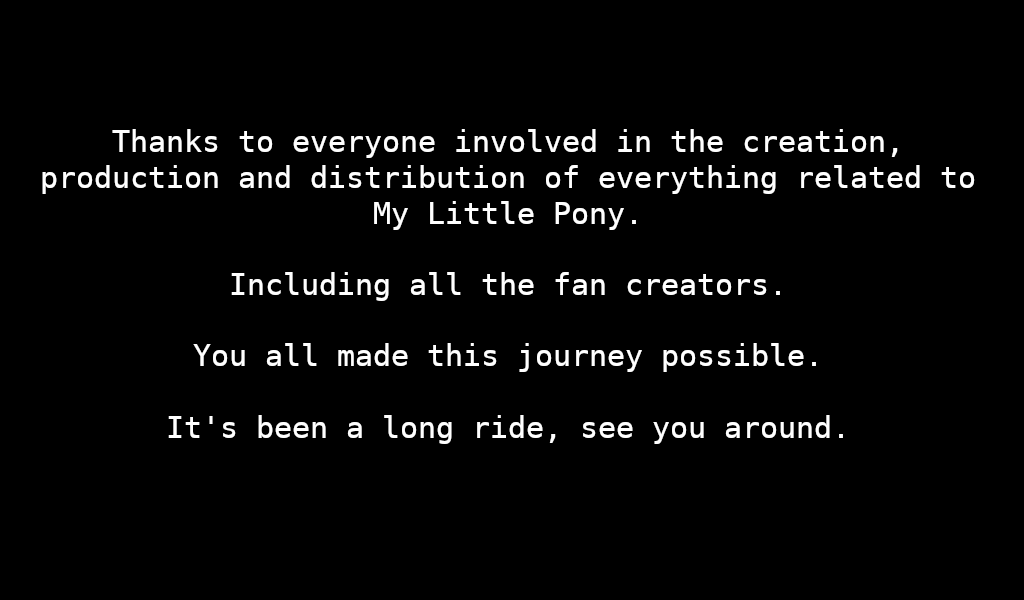 Thanks to everyone involved in the creation,
production and distribution of everything related to
My Little Pony.
Including all the fan creators.
You all made this journey possible.
It's been a long ride, see you around.